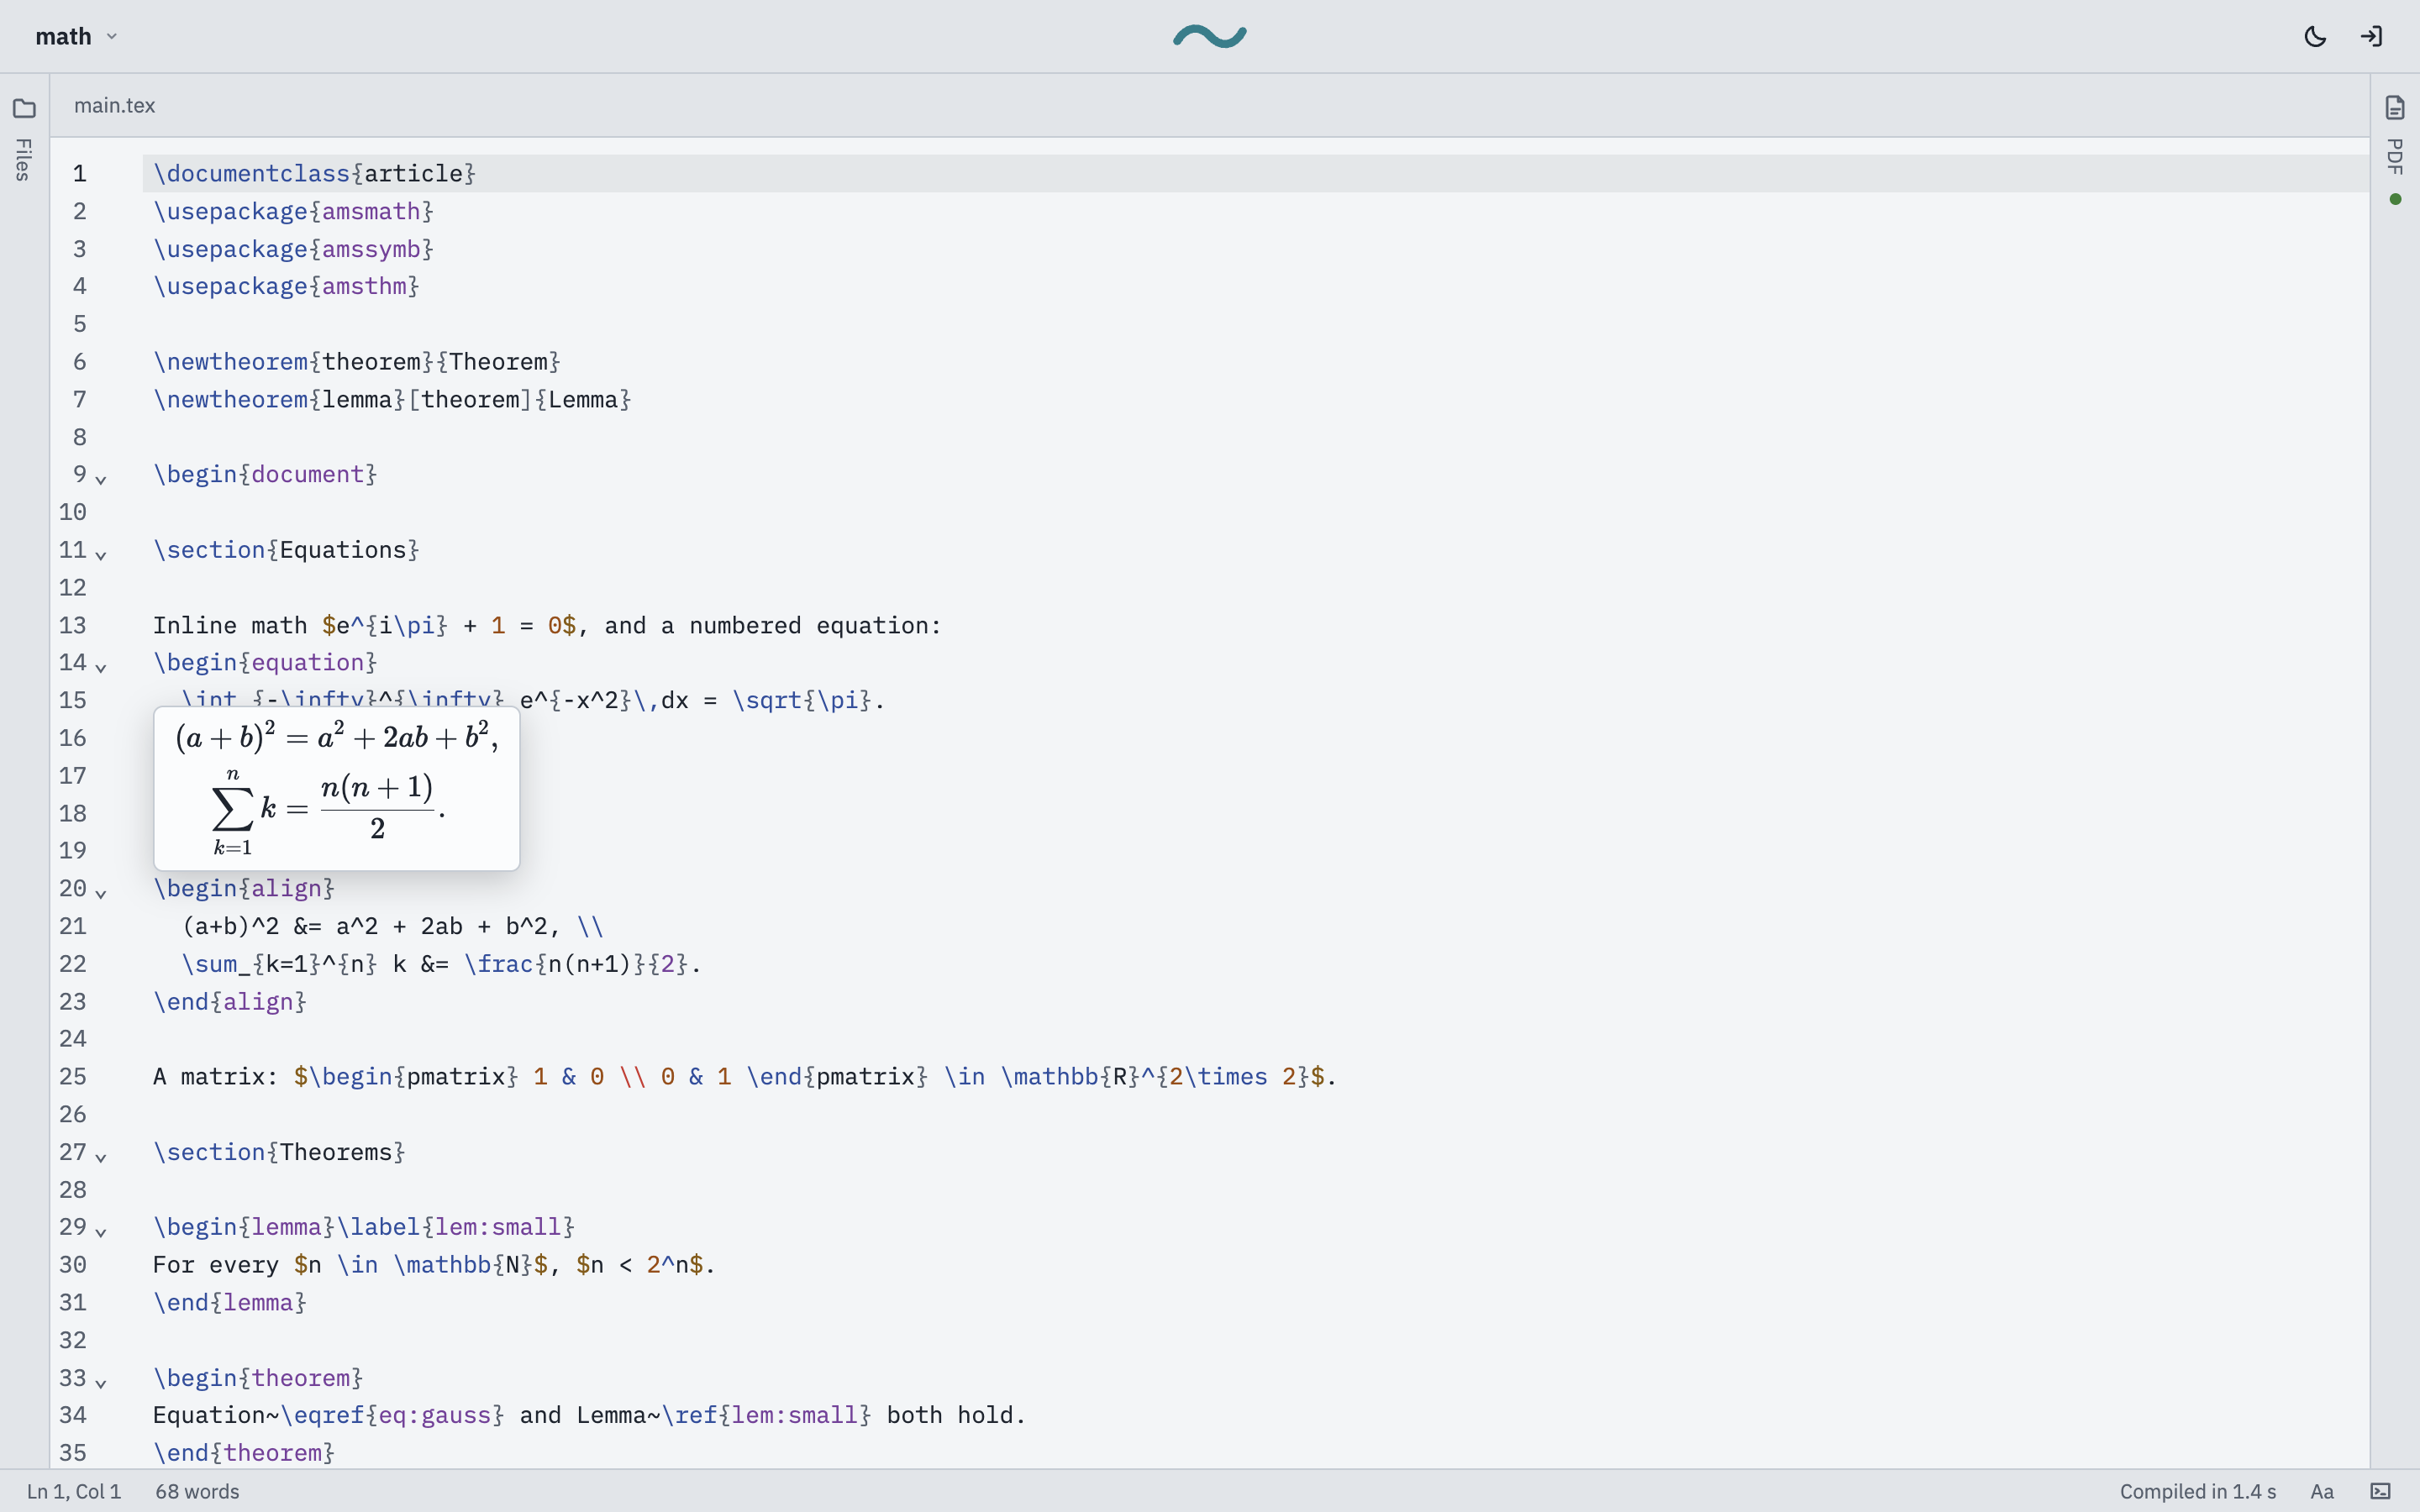 math
main.tex
Files
PDF
1 \documentclass{article}
2 \usepackage{amsmath}
3 \usepackage{amssymb}
4 \usepackage{amsthm}
5
6 \newtheorem{theorem}{Theorem}
7 \newtheorem{lemma}[theorem]{Lemma}
8
9 \begin{document}
10
11 \section{Equations}
12
13 Inline math $e^{i\pi} + 1 = 0$, and a numbered equation:
14 \begin{equation}
15 \int_{-\infty}^{\infty} e^{-x^2}\,dx = \sqrt{\pi}.
16
17
18
19
(a + b)² = a² + 2ab + b²,
∑_{k=1}^{n} k = n(n + 1)/2.
20 \begin{align}
21 (a+b)^2 &= a^2 + 2ab + b^2, \\
22 \sum_{k=1}^{n} k &= \frac{n(n+1)}{2}.
23 \end{align}
24
25 A matrix: $\begin{pmatrix} 1 & 0 \\ 0 & 1 \end{pmatrix} \in \mathbb{R}^{2\times 2}$.
26
27 \section{Theorems}
28
29 \begin{lemma}\label{lem:small}
30 For every $n \in \mathbb{N}$, $n < 2^n$.
31 \end{lemma}
32
33 \begin{theorem}
34 Equation~\eqref{eq:gauss} and Lemma~\ref{lem:small} both hold.
35 \end{theorem}
Ln 1, Col 1 68 words Compiled in 1.4 s Aa